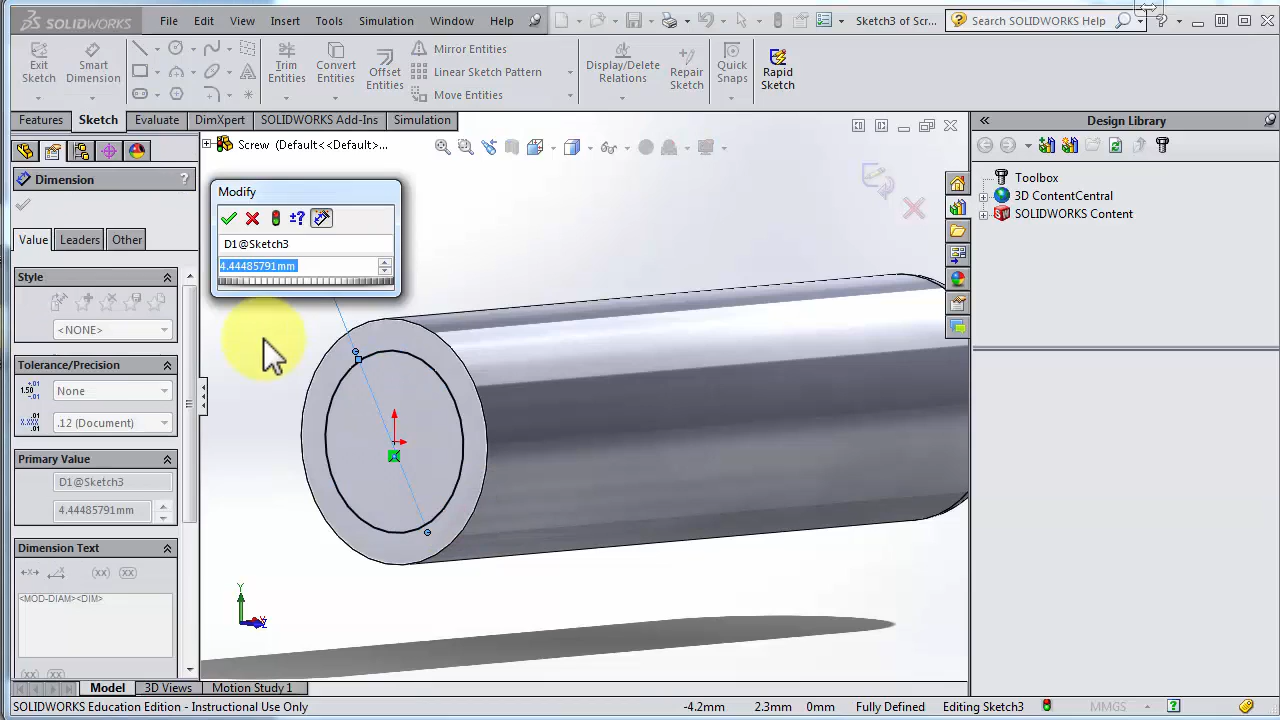 SOLIDWORKS File Edit View Insert Tools Simulation Window Help Sketch3 of Scr... Search SOLIDWORKS Help
Exit Sketch
Smart Dimension
Trim Entities
Convert Entities
Offset Entities
Mirror Entities
Linear Sketch Pattern
Move Entities
Display/Delete Relations
Repair Sketch
Quick Snaps
Rapid Sketch
Features Sketch Evaluate DimXpert SOLIDWORKS Add-Ins Simulation
Design Library
Screw (Default<<Default>...
Dimension ?
Value Leaders Other
Style
<NONE>
Tolerance/Precision
None
.12 (Document)
Primary Value
D1@Sketch3
4.44485791mm
Dimension Text
<MOD-DIAM><DIM>
Modify
D1@Sketch3
4.44485791mm
Toolbox
3D ContentCentral
SOLIDWORKS Content
Y
Z
Model 3D Views Motion Study 1
SOLIDWORKS Education Edition - Instructional Use Only -4.2mm 2.3mm 0mm Fully Defined Editing Sketch3 MMGS